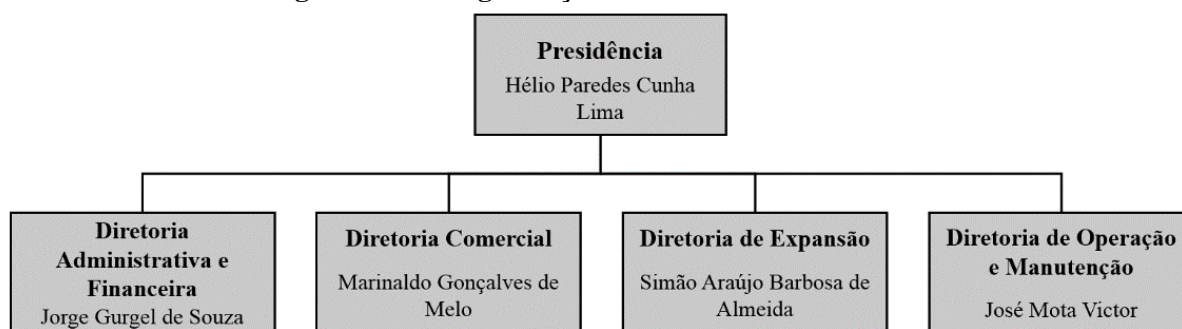 Presidência
Hélio Paredes Cunha
Lima
Diretoria
Administrativa e
Financeira
Jorge Gurgel de Souza
Diretoria Comercial
Marinaldo Gonçalves de
Melo
Diretoria de Expansão
Simão Araújo Barbosa de
Almeida
Diretoria de Operação
e Manutenção
José Mota Victor